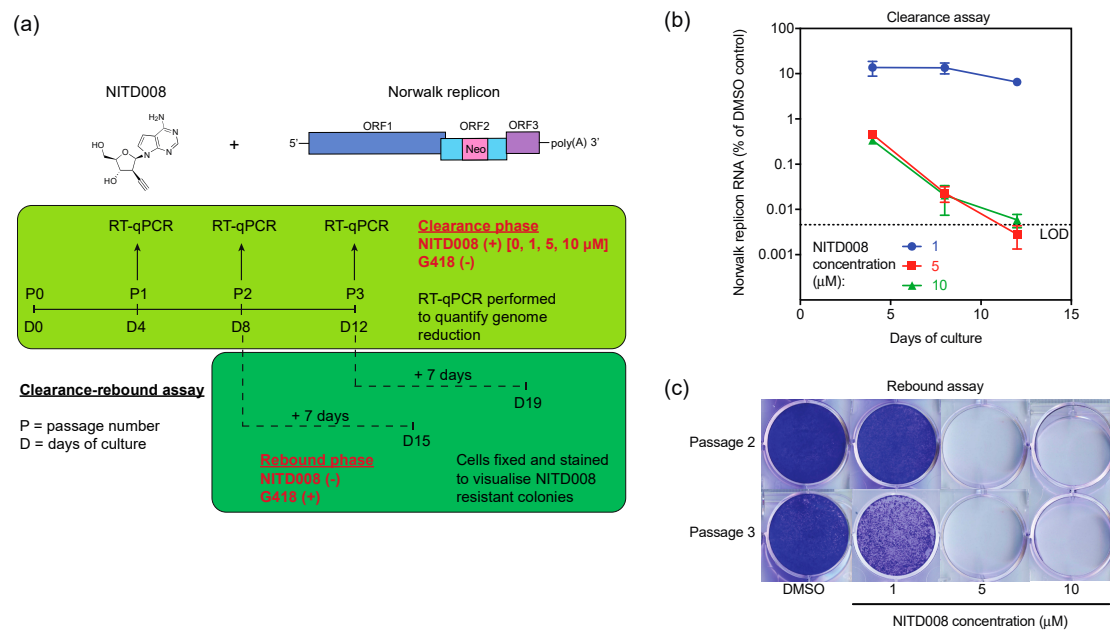 (a)
NITD008
NH₂
N
N
N
O
HO
HO
+
Norwalk replicon
ORF1
ORF2
ORF3
5'
Neo
poly(A) 3'
RT-qPCR
RT-qPCR
RT-qPCR
Clearance phase
NITD008 (+) [0, 1, 5, 10 µM]
G418 (-)
P0
P1
P2
P3
D0
D4
D8
D12
RT-qPCR performed
to quantify genome
reduction
Clearance-rebound assay
P = passage number
D = days of culture
+ 7 days
D19
+ 7 days
D15
Rebound phase
NITD008 (-)
G418 (+)
Cells fixed and stained
to visualise NITD008
resistant colonies
(b)
Clearance assay
Norwalk replicon RNA (% of DMSO control)
100
10
1
0.1
0.01
0.001
LOD
NITD008
concentration
(µM):
1
5
10
0
5
10
15
Days of culture
(c)
Rebound assay
Passage 2
Passage 3
DMSO
1
5
10
NITD008 concentration (µM)